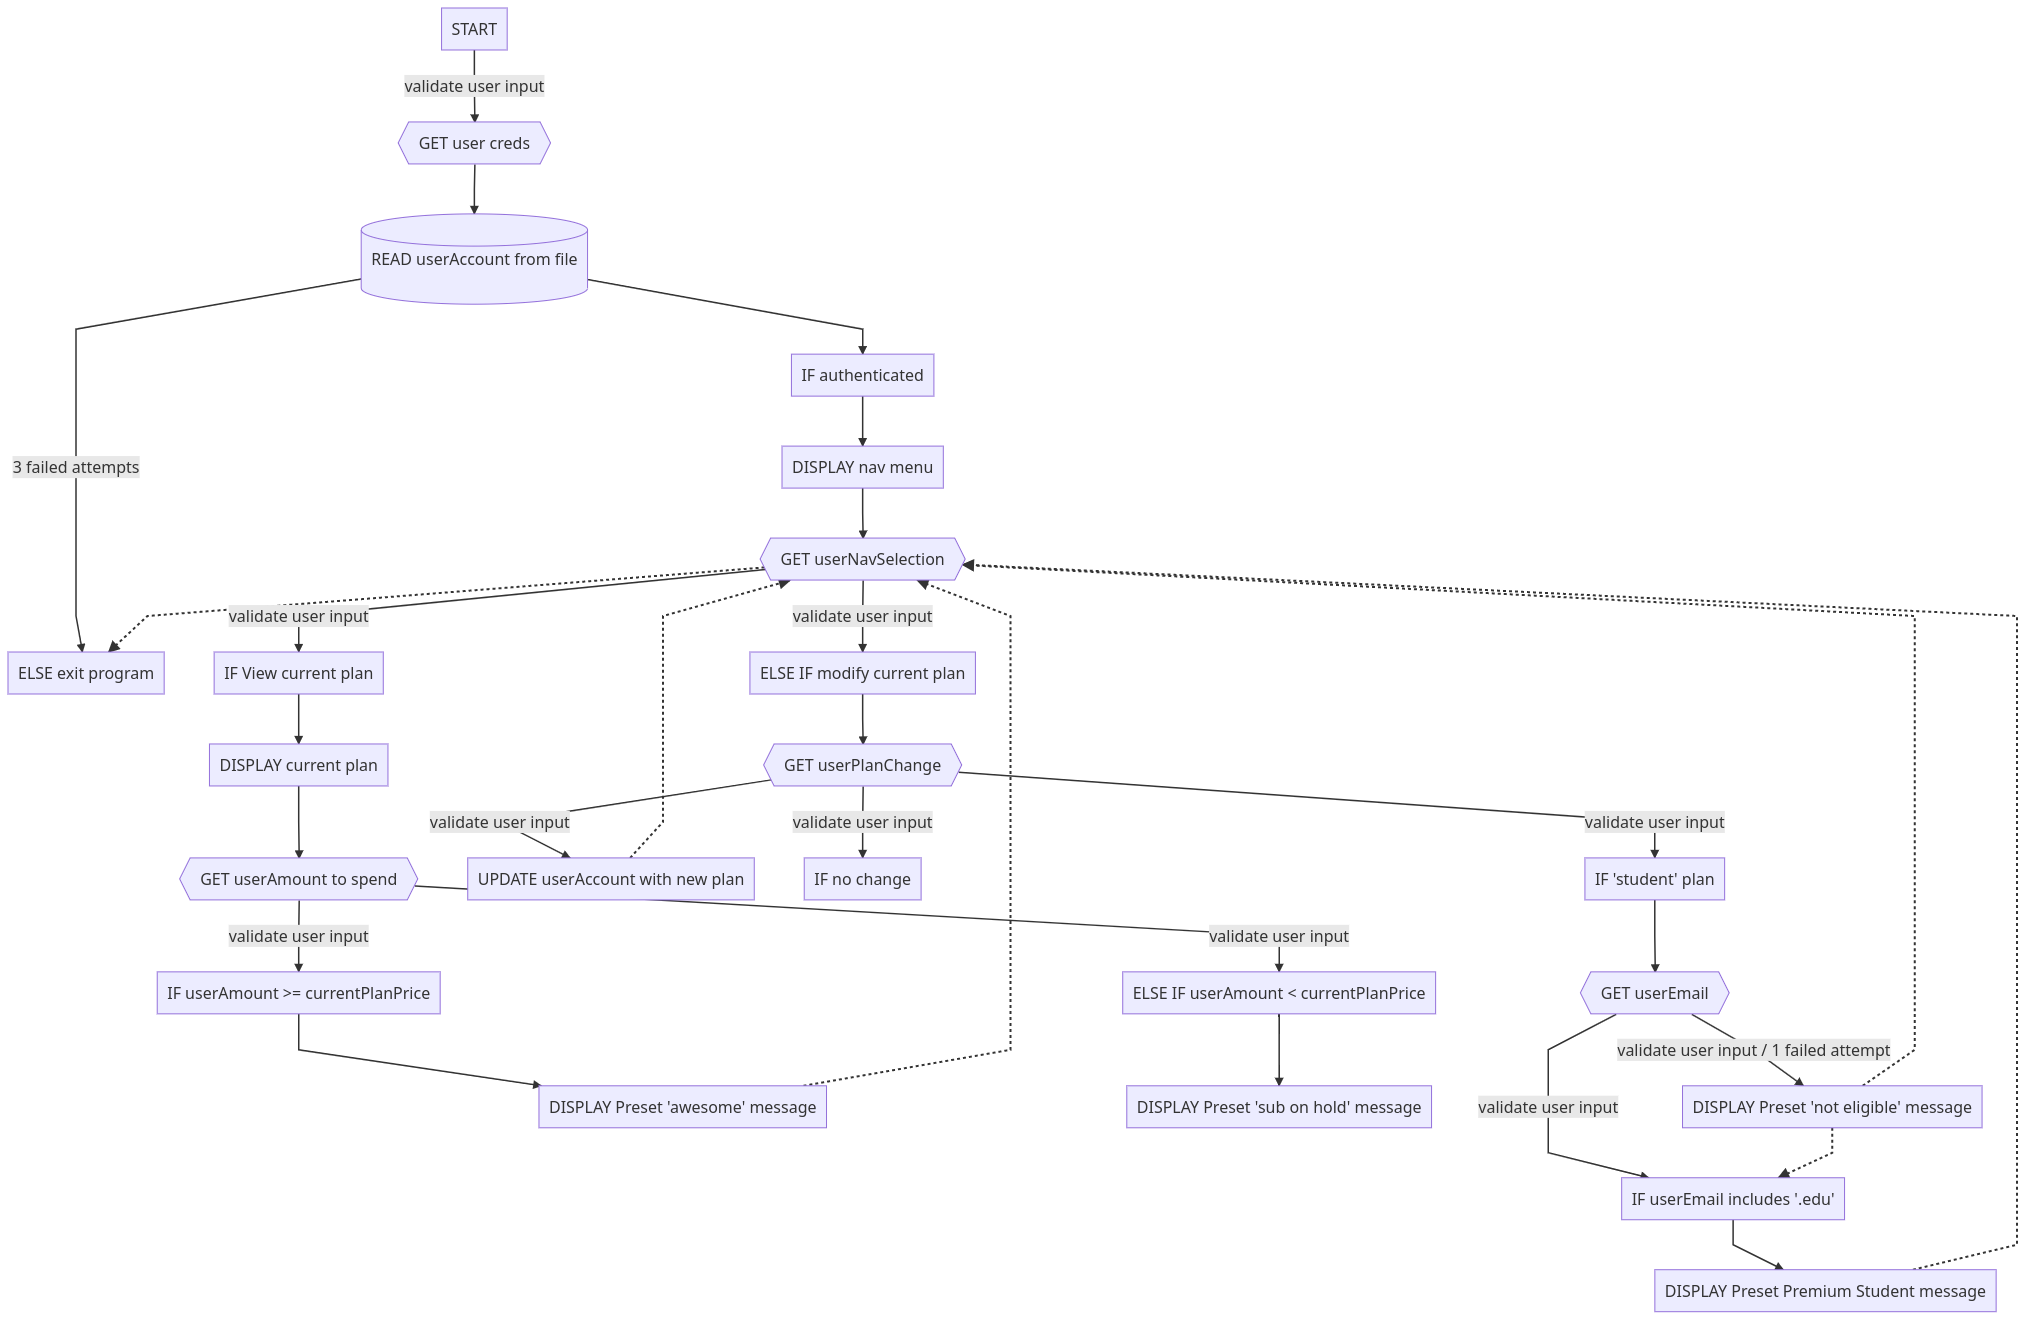 START
validate user input
GET user creds
READ userAccount from file
IF authenticated
3 failed attempts
DISPLAY nav menu
GET userNavSelection
validate user input
validate user input
ELSE exit program
IF View current plan
ELSE IF modify current plan
DISPLAY current plan
GET userPlanChange
validate user input
validate user input
validate user input
GET userAmount to spend
UPDATE userAccount with new plan
IF no change
IF 'student' plan
validate user input
validate user input
IF userAmount >= currentPlanPrice
ELSE IF userAmount < currentPlanPrice
GET userEmail
validate user input / 1 failed attempt
DISPLAY Preset 'awesome' message
DISPLAY Preset 'sub on hold' message
validate user input
DISPLAY Preset 'not eligible' message
IF userEmail includes '.edu'
DISPLAY Preset Premium Student message